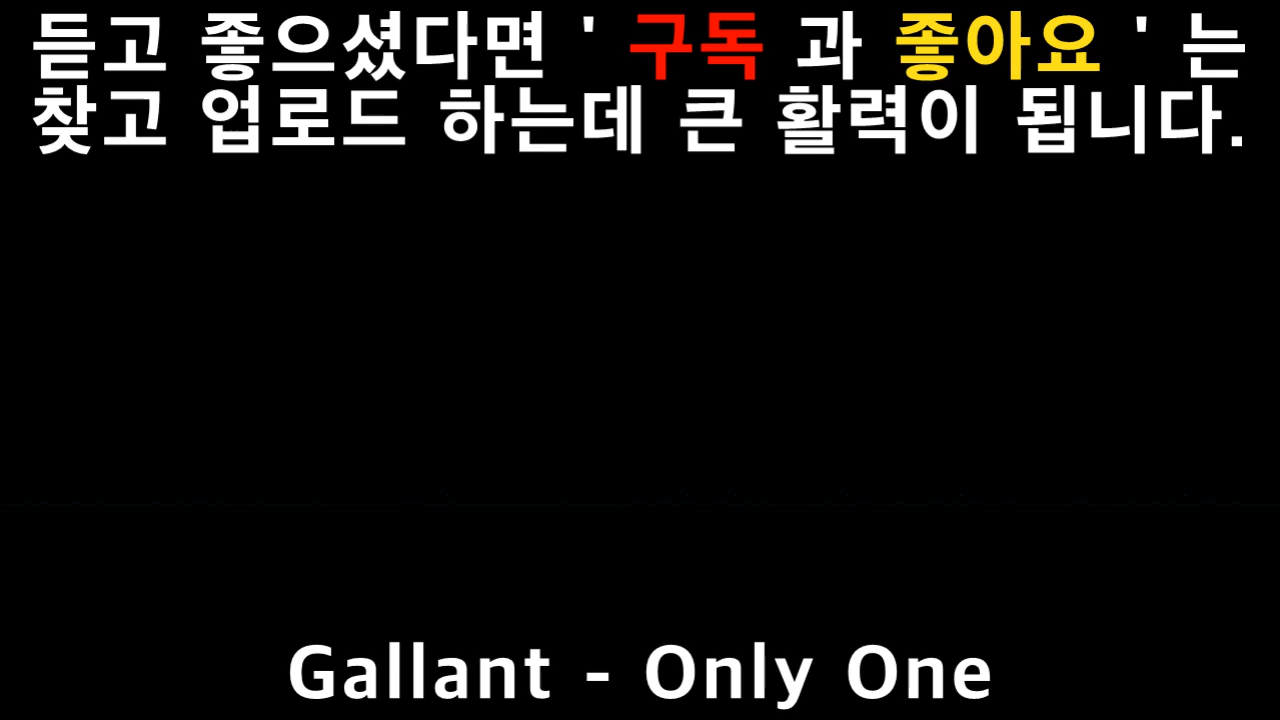 듣고 좋으셨다면 ' 구독 과 좋아요 ' 는
찾고 업로드 하는데 큰 활력이 됩니다.
Gallant - Only One